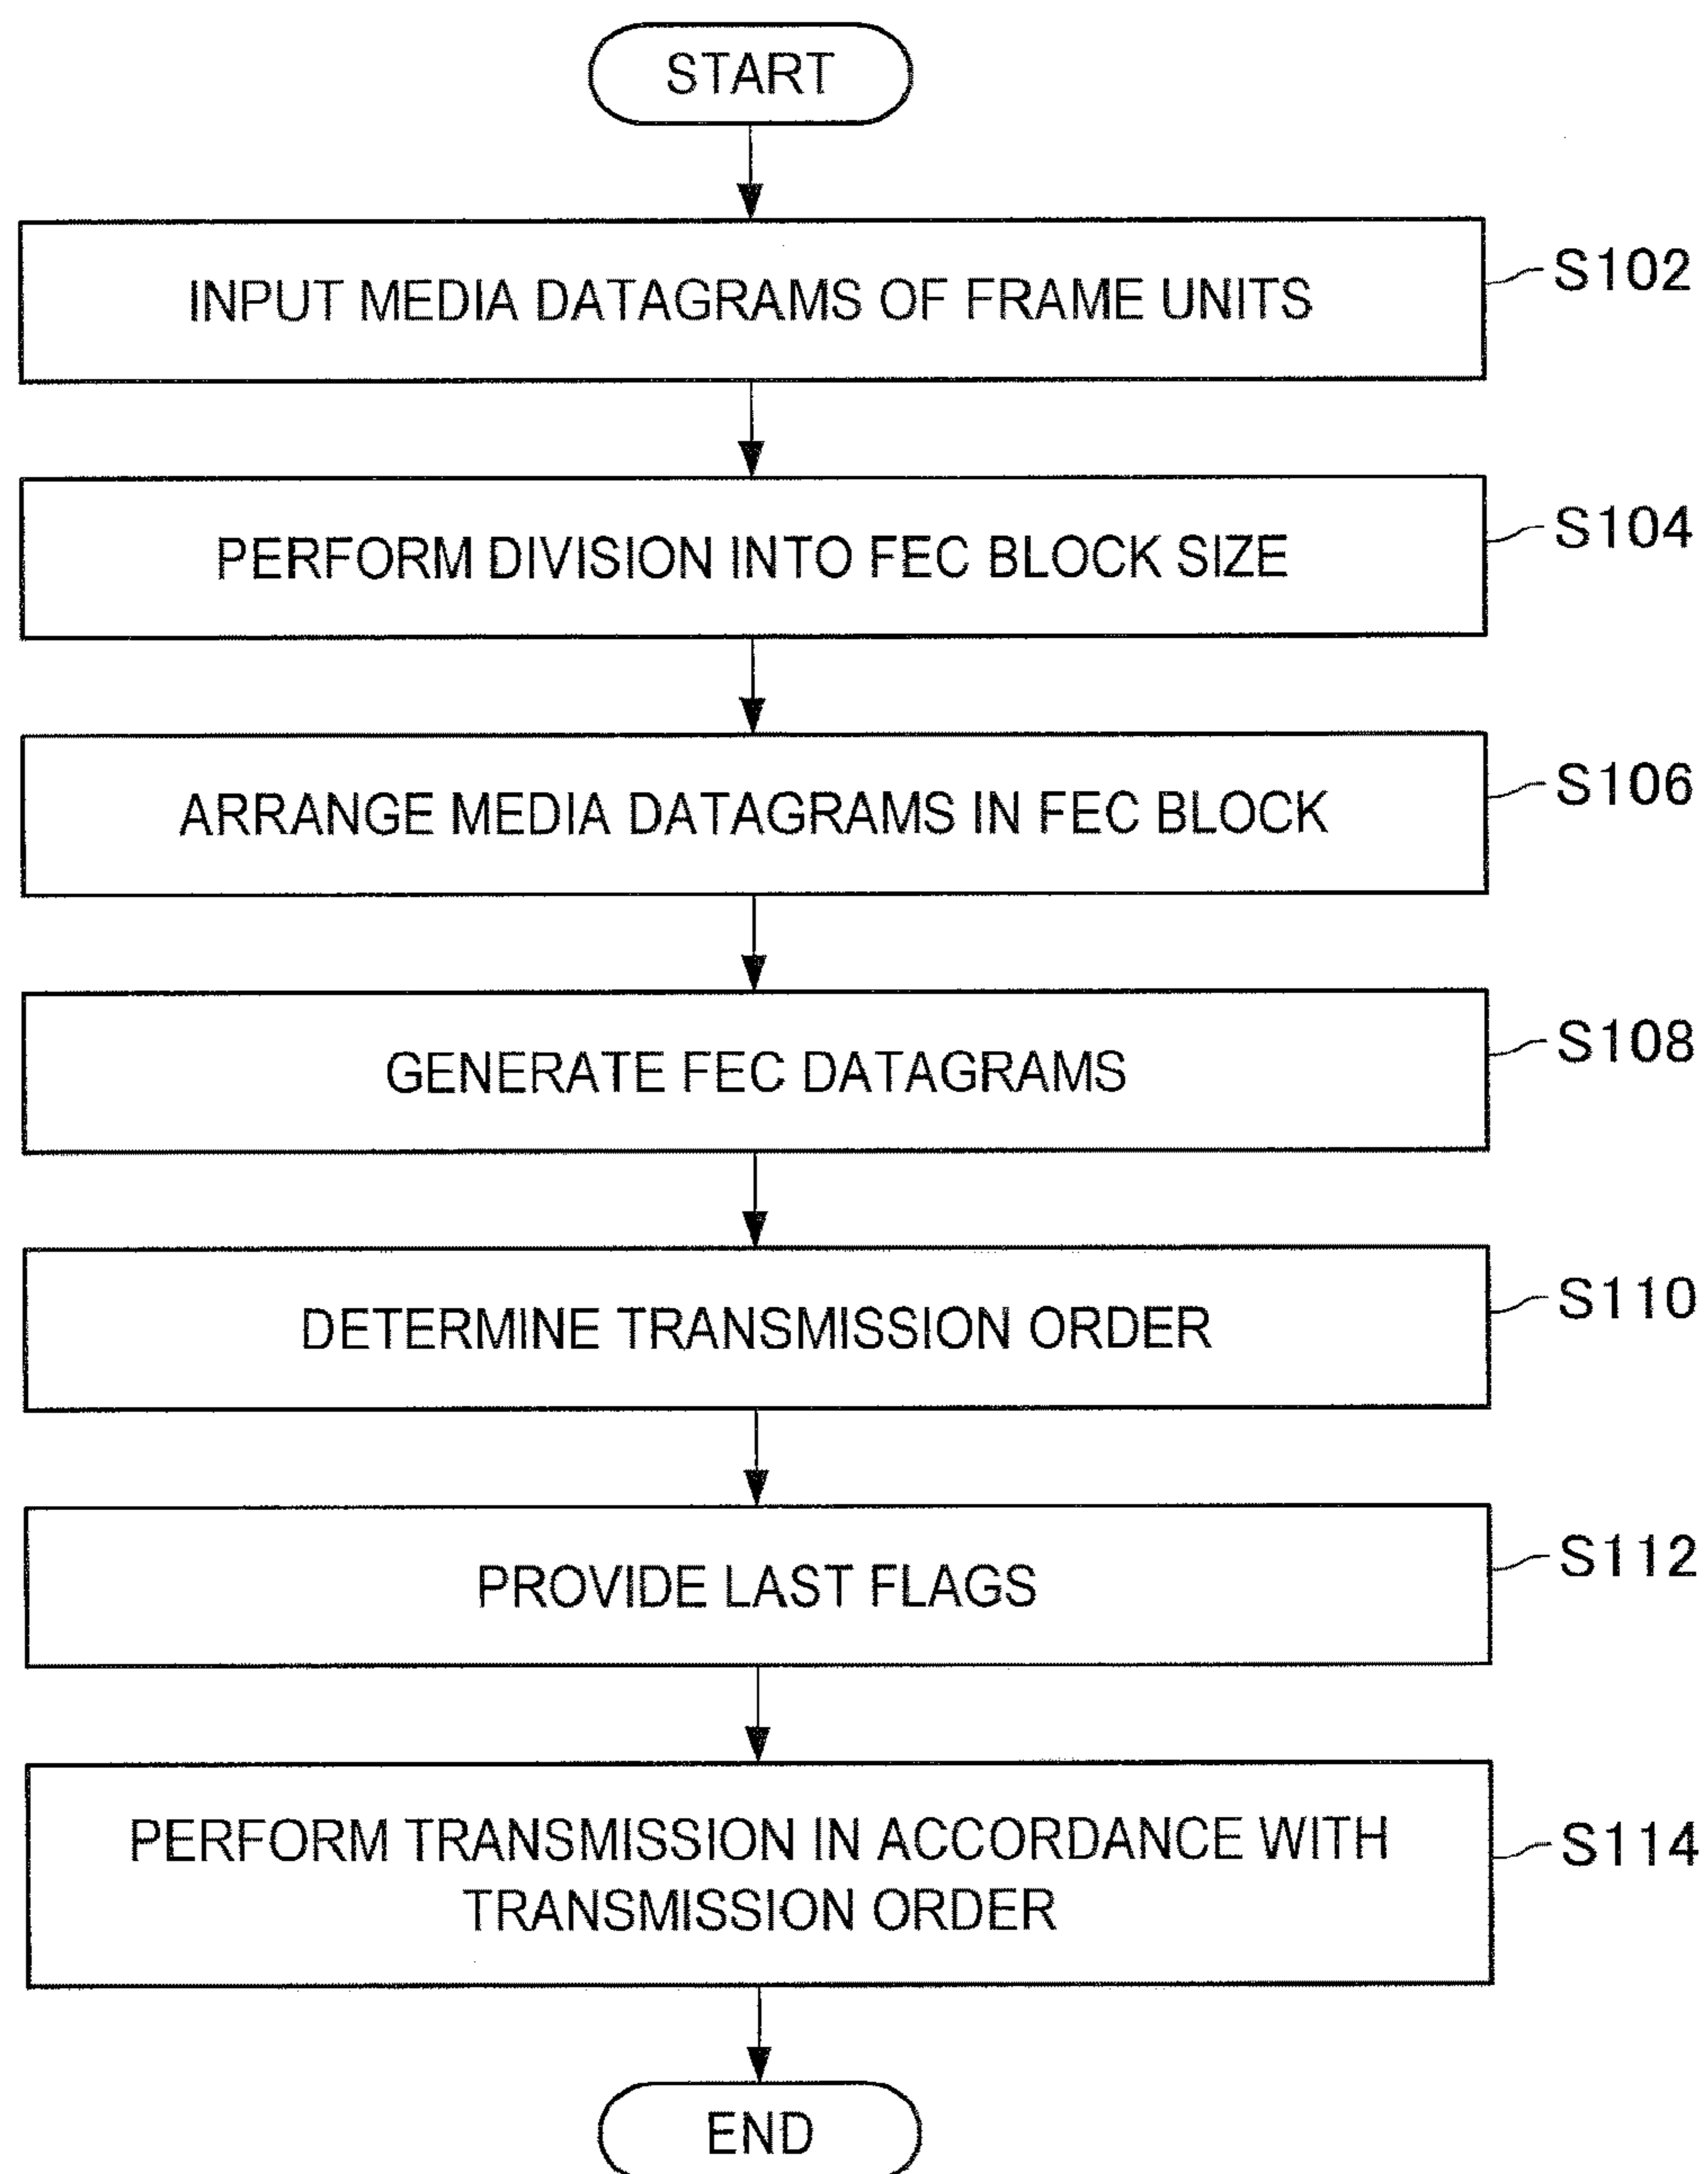 START
INPUT MEDIA DATAGRAMS OF FRAME UNITS
S102
PERFORM DIVISION INTO FEC BLOCK SIZE
S104
ARRANGE MEDIA DATAGRAMS IN FEC BLOCK
S106
GENERATE FEC DATAGRAMS
S108
DETERMINE TRANSMISSION ORDER
S110
PROVIDE LAST FLAGS
S112
PERFORM TRANSMISSION IN ACCORDANCE WITH
TRANSMISSION ORDER
S114
END